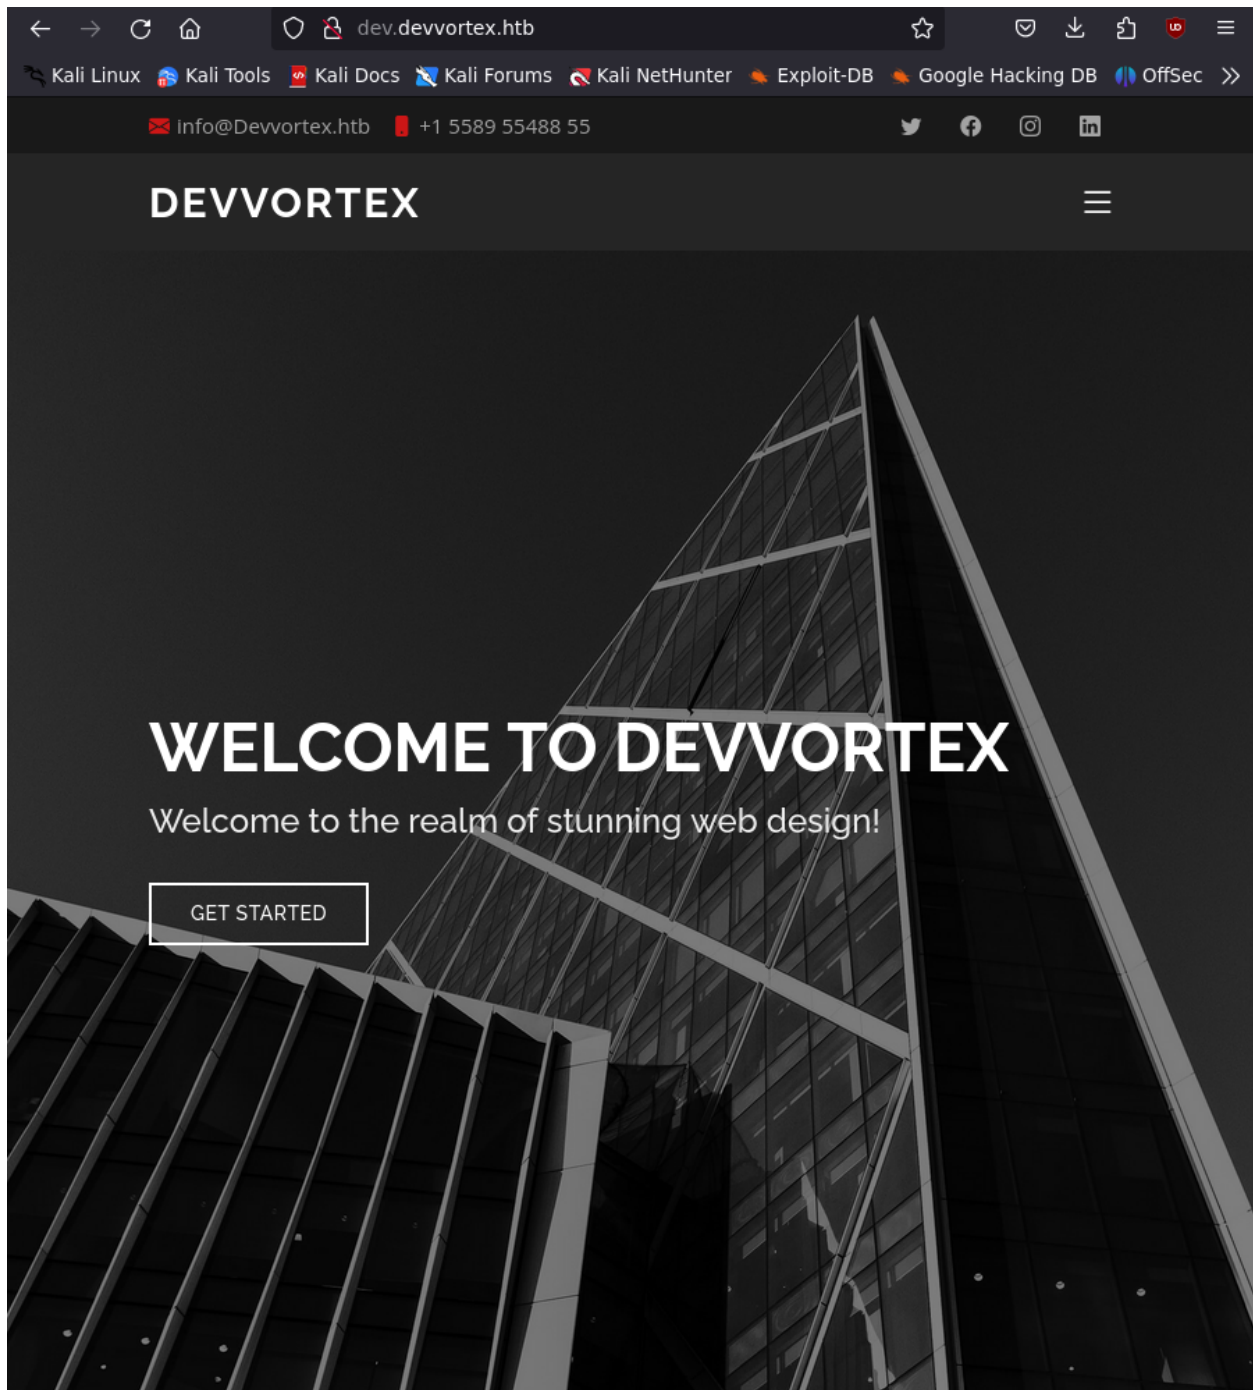 dev.devvortex.htb
Kali Linux Kali Tools Kali Docs Kali Forums Kali NetHunter Exploit-DB Google Hacking DB OffSec
info@Devvortex.htb +1 5589 55488 55
DEVVORTEX
WELCOME TO DEVVORTEX
Welcome to the realm of stunning web design!
GET STARTED